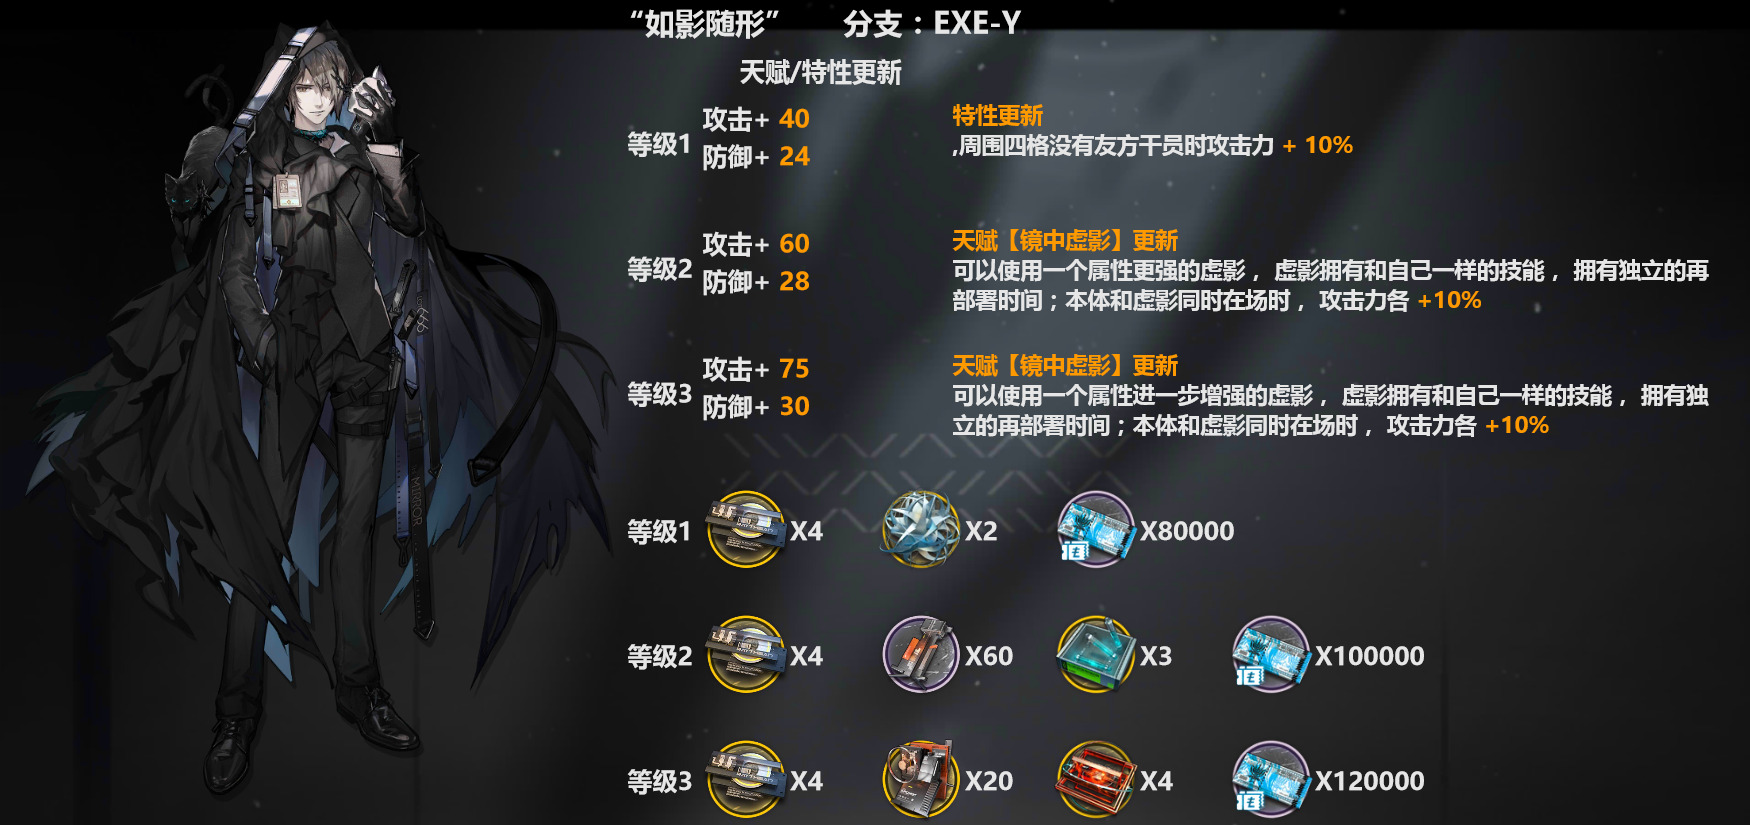 “如影随形” 分支：EXE-Y
天赋/特性更新
等级1
攻击+ 40
防御+ 24
特性更新
,周围四格没有友方干员时攻击力 + 10%
等级2
攻击+ 60
防御+ 28
天赋【镜中虚影】更新
可以使用一个属性更强的虚影，虚影拥有和自己一样的技能，拥有独立的再
部署时间；本体和虚影同时在场时，攻击力各 +10%
等级3
攻击+ 75
防御+ 30
天赋【镜中虚影】更新
可以使用一个属性进一步增强的虚影，虚影拥有和自己一样的技能，拥有独
立的再部署时间；本体和虚影同时在场时，攻击力各 +10%
等级1 X4 X2 X80000
等级2 X4 X60 X3 X100000
等级3 X4 X20 X4 X120000
MIRROR